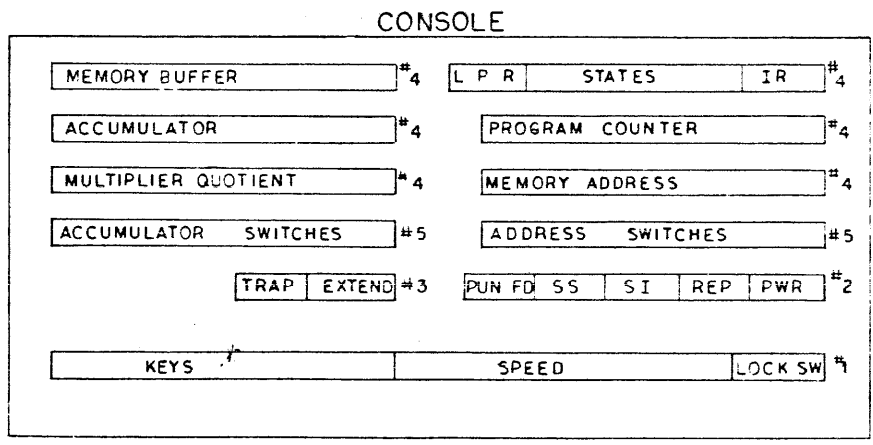 CONSOLE
MEMORY BUFFER #4 L P R STATES IR #4
ACCUMULATOR #4 PROGRAM COUNTER #4
MULTIPLIER QUOTIENT #4 MEMORY ADDRESS #4
ACCUMULATOR SWITCHES #5 ADDRESS SWITCHES #5
TRAP EXTEND #3 PUN FD SS SI REP PWR #2
KEYS SPEED LOCK SW #1